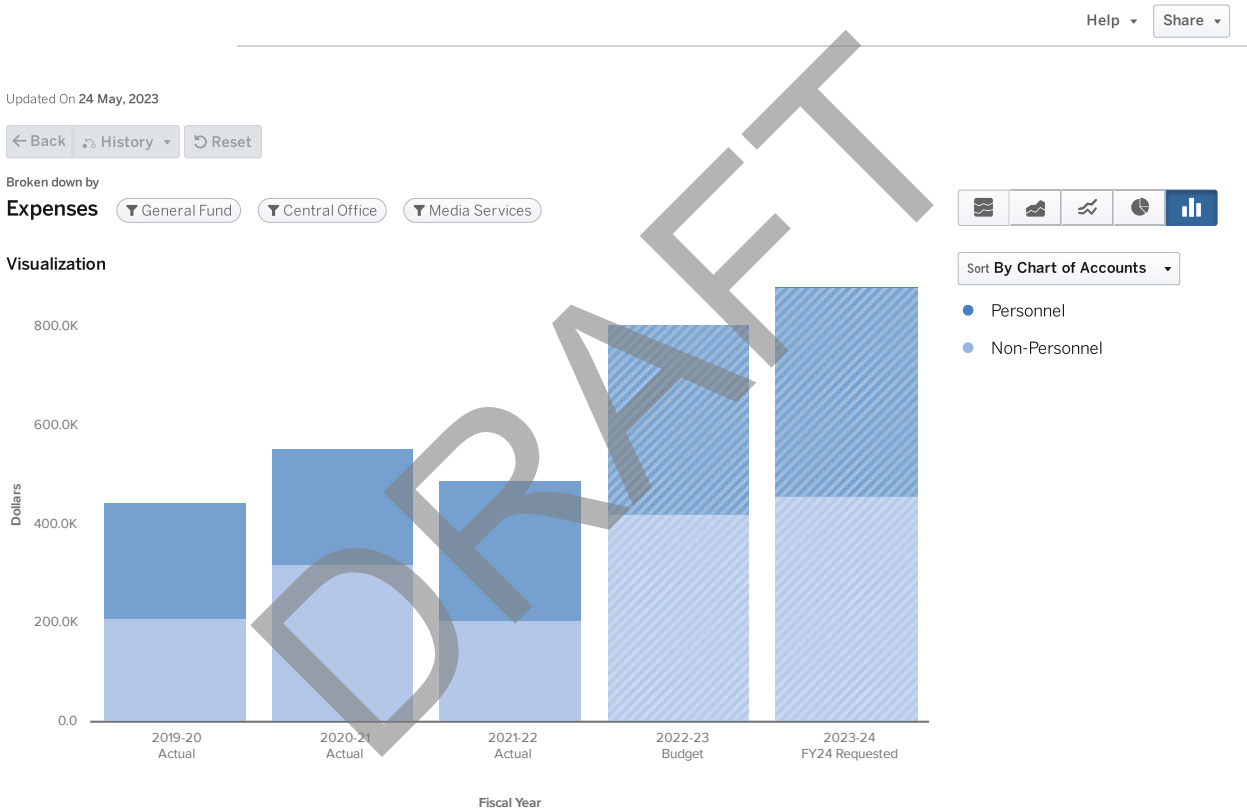 Help
Share
Updated On 24 May, 2023
Back
History
Reset
Broken down by
Expenses
General Fund
Central Office
Media Services
Visualization
Sort By Chart of Accounts
Personnel
Non-Personnel
800.0K
600.0K
400.0K
200.0K
0.0
Dollars
2019-20
Actual
2020-21
Actual
2021-22
Actual
2022-23
Budget
2023-24
FY24 Requested
Fiscal Year
DRAFT